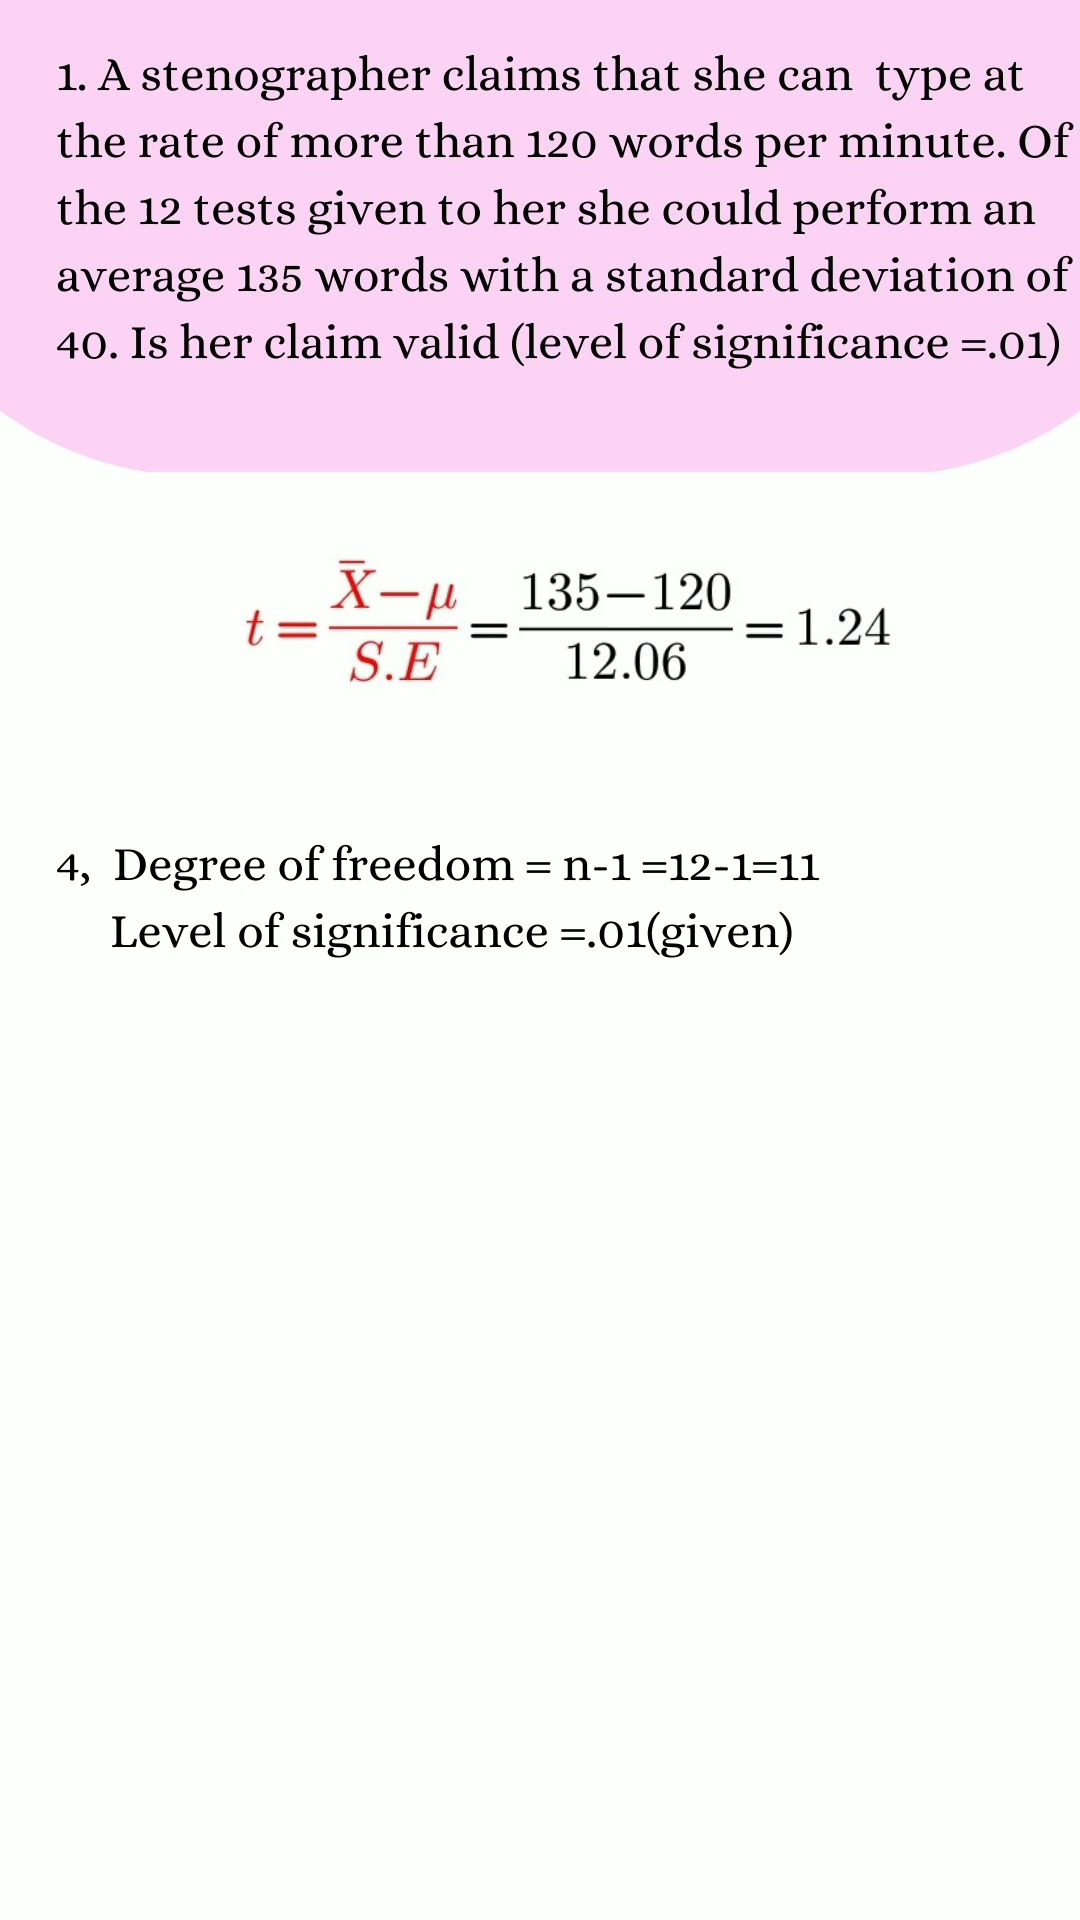 1. A stenographer claims that she can  type at
the rate of more than 120 words per minute. Of
the 12 tests given to her she could perform an
average 135 words with a standard deviation of
40. Is her claim valid (level of significance =.01)
t = X̄−μ / S.E = 135−120 / 12.06 = 1.24
4,  Degree of freedom = n-1 =12-1=11
Level of significance =.01(given)